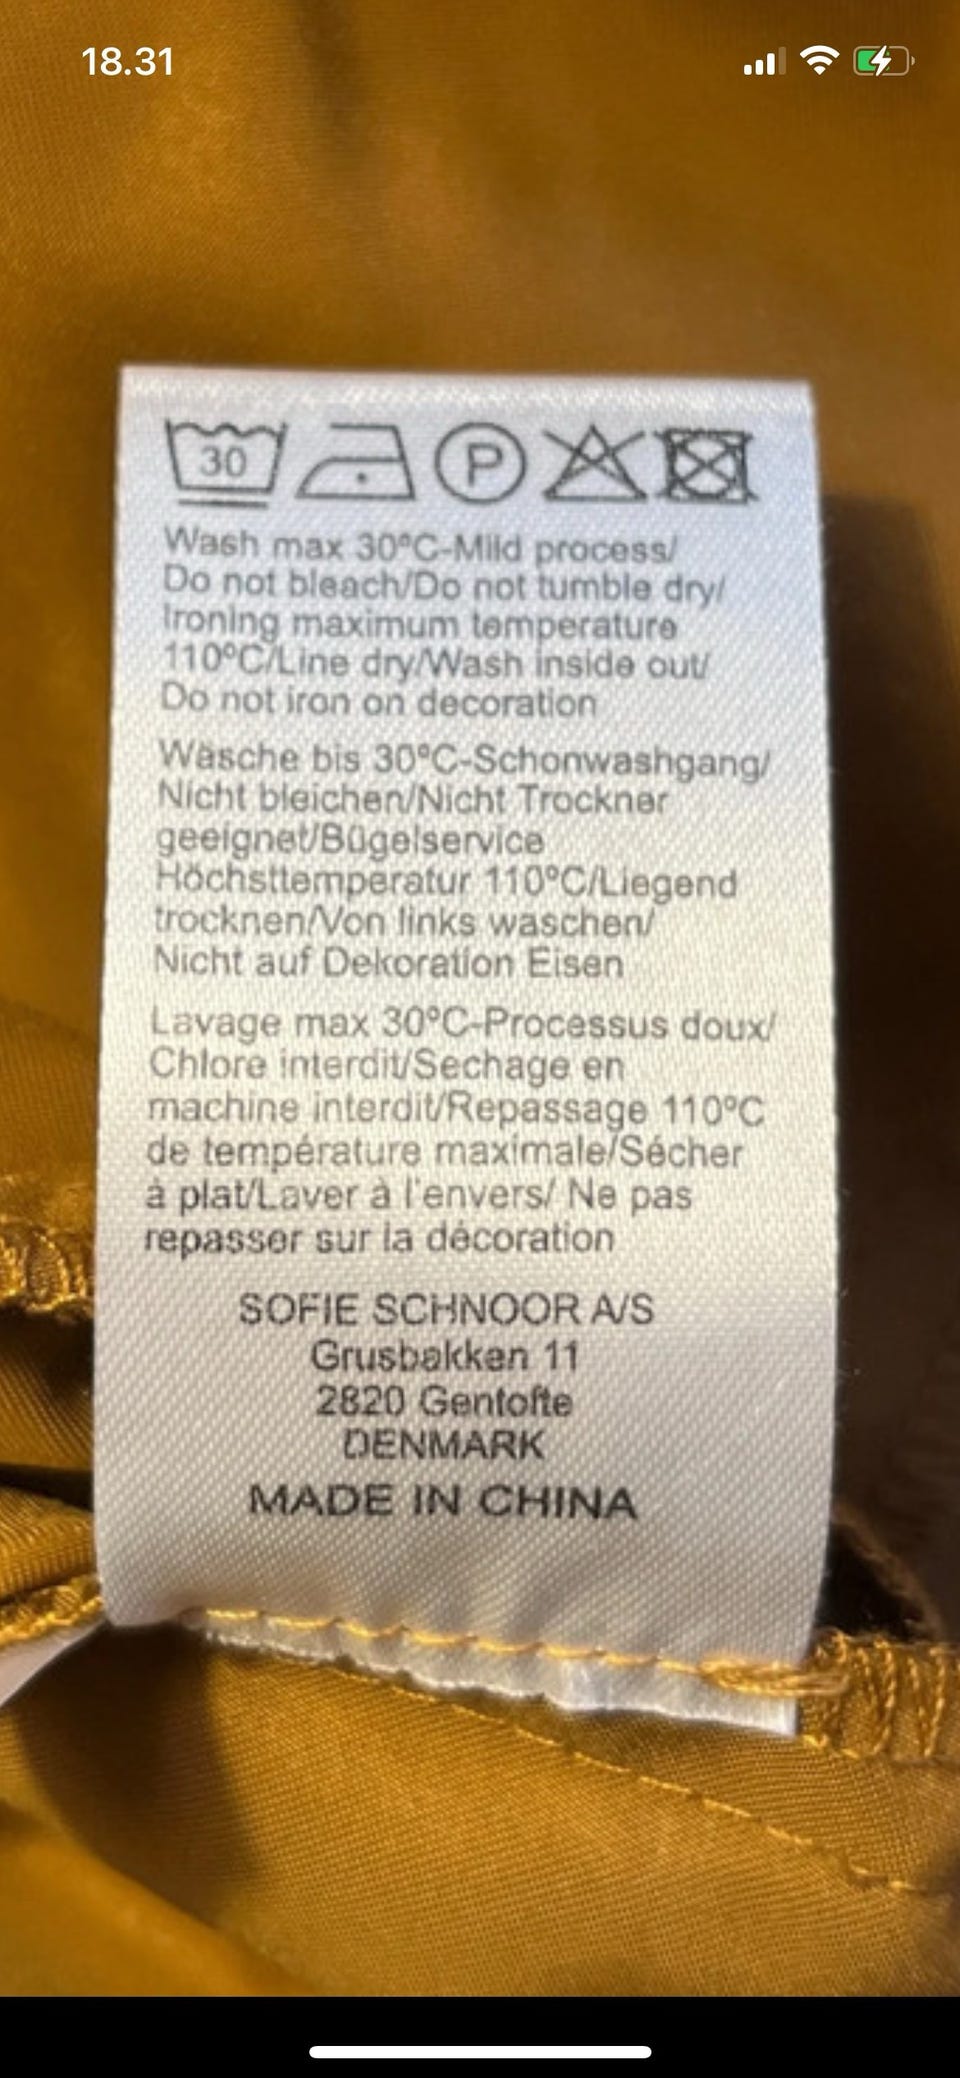 18.31
30
P
Wash max 30°C-Mild process/
Do not bleach/Do not tumble dry/
Ironing maximum temperature
110°C/Line dry/Wash inside out/
Do not iron on decoration
Wäsche bis 30°C-Schonwashgang/
Nicht bleichen/Nicht Trockner
geeignet/Bügelservice
Höchsttemperatur 110°C/Liegend
trocknen/Von links waschen/
Nicht auf Dekoration Eisen
Lavage max 30°C-Processus doux/
Chlore interdit/Sechage en
machine interdit/Repassage 110°C
de température maximale/Sécher
à plat/Laver à l'envers/ Ne pas
repasser sur la décoration
SOFIE SCHNOOR A/S
Grusbakken 11
2820 Gentofte
DENMARK
MADE IN CHINA